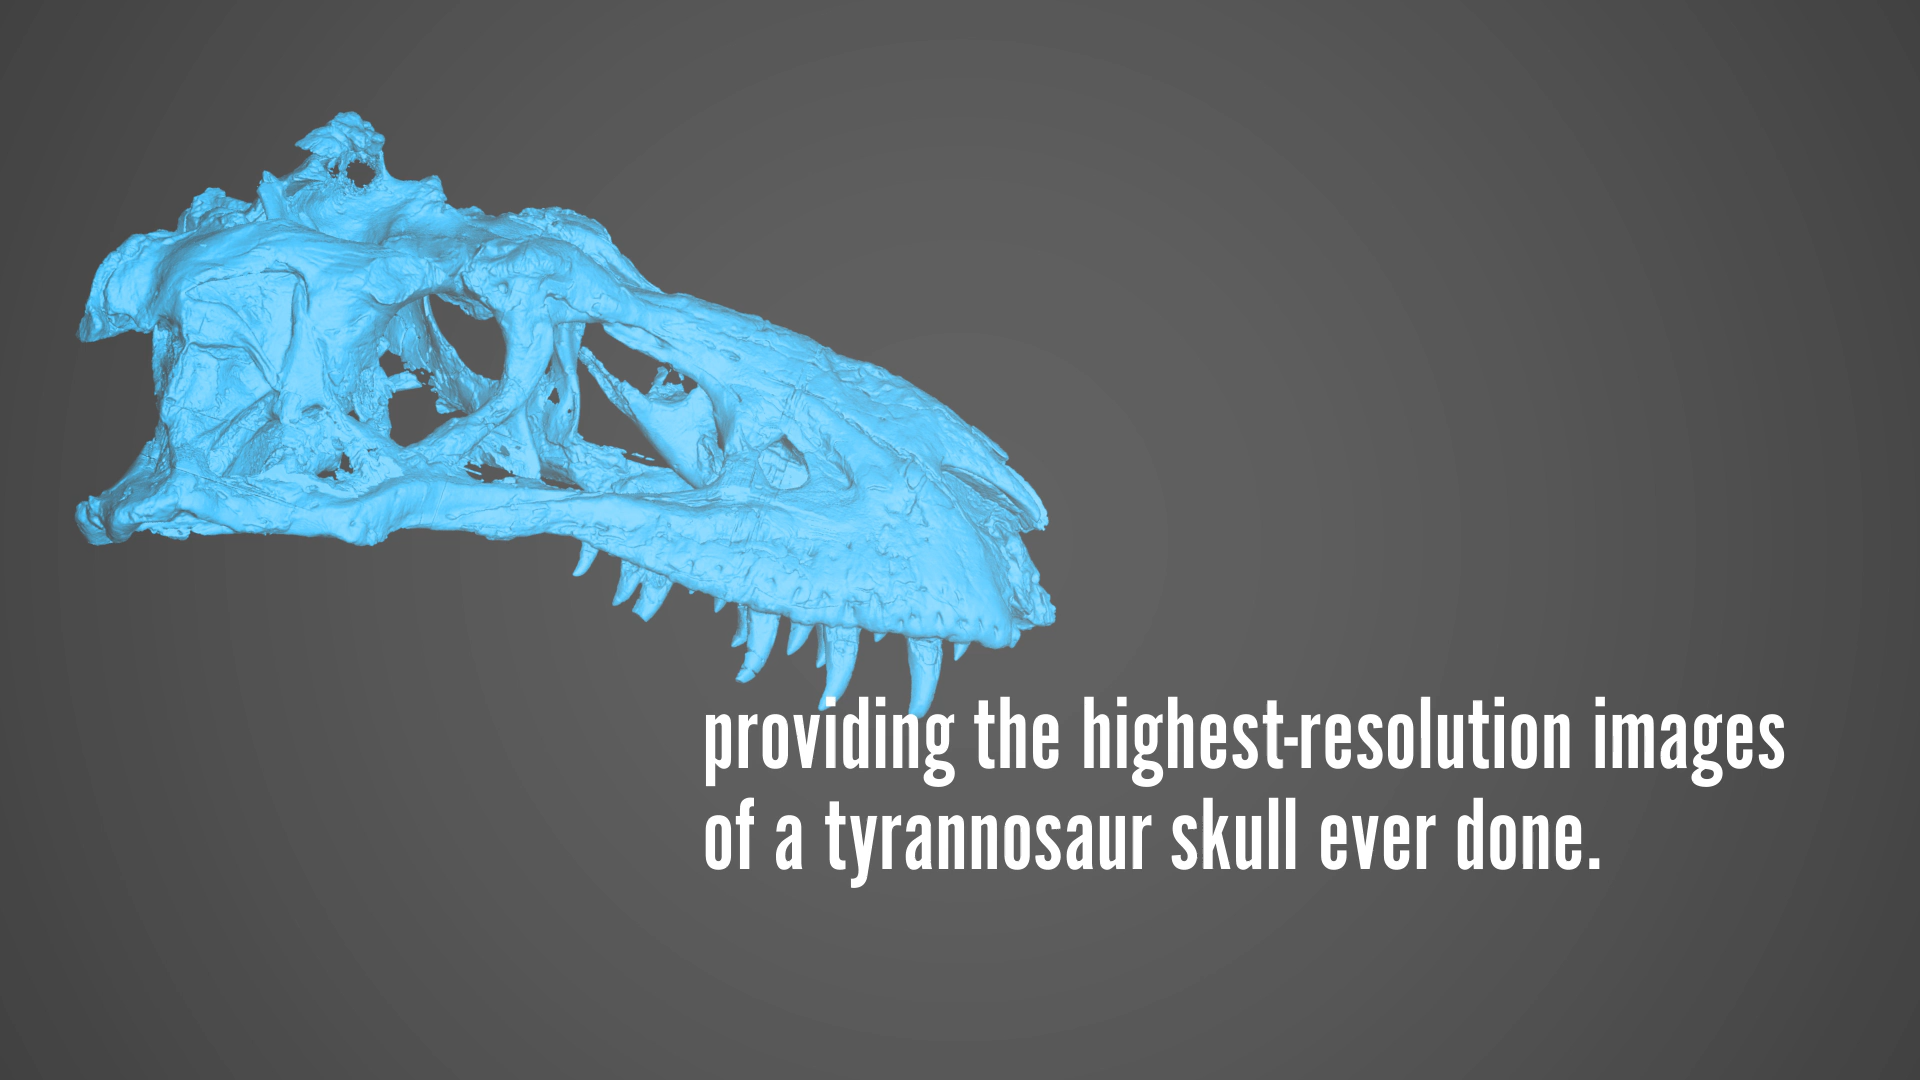 providing the highest-resolution images
of a tyrannosaur skull ever done.